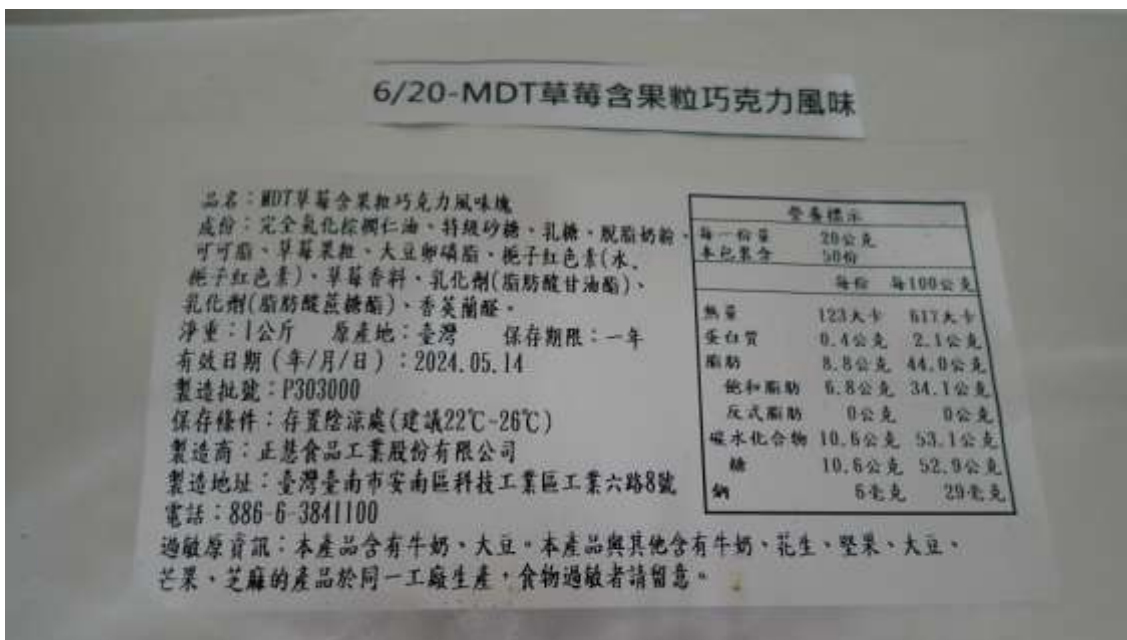 6/20-MDT草莓含果粒巧克力風味
品名：MDT草莓含果粒巧克力風味塊
成份：完全氫化棕櫚仁油、特級砂糖、乳糖、脫脂奶粉、
可可脂、草莓果粒、大豆卵磷脂、梔子紅色素(水、
梔子紅色素)、草莓香料、乳化劑(脂肪酸甘油酯)、
乳化劑(脂肪酸蔗糖酯)、香莢蘭醛。
淨重：1公斤 原產地：臺灣 保存期限：一年
有效日期 (年/月/日)：2024.05.14
製造批號：P303000
保存條件：存置陰涼處(建議22℃-26℃)
製造商：正慧食品工業股份有限公司
製造地址：臺灣臺南市安南區科技工業區工業六路8號
電話：886-6-3841100
過敏原資訊：本產品含有牛奶、大豆。本產品與其他含有牛奶、花生、堅果、大豆、
芒果、芝麻的產品於同一工廠生產，食物過敏者請留意。
營養標示
每一份量 20公克
本包裝含 50份
每份 每100公克
熱量 123大卡 617大卡
蛋白質 0.4公克 2.1公克
脂肪 8.8公克 44.0公克
飽和脂肪 6.8公克 34.1公克
反式脂肪 0公克 0公克
碳水化合物 10.6公克 53.1公克
糖 10.6公克 52.9公克
鈉 6毫克 29毫克